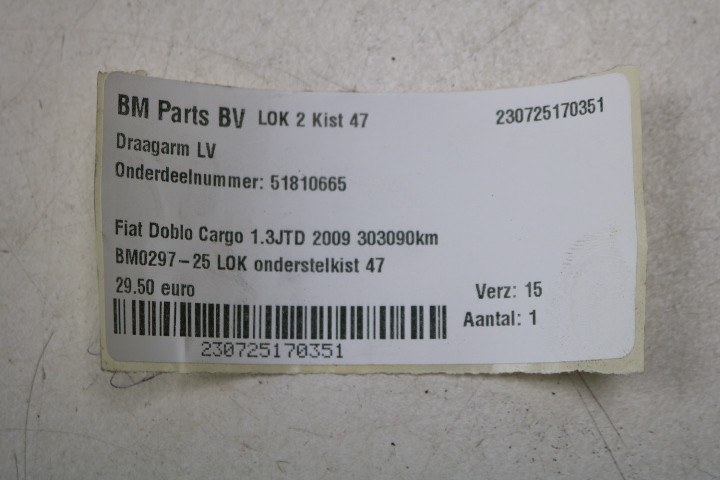 BM Parts BV LOK 2 Kist 47 230725170351
Draagarm LV
Onderdeelnummer: 51810665
Fiat Doblo Cargo 1.3JTD 2009 303090km
BM0297-25 LOK onderstelkist 47
29.50 euro Verz: 15
Aantal: 1
230725170351